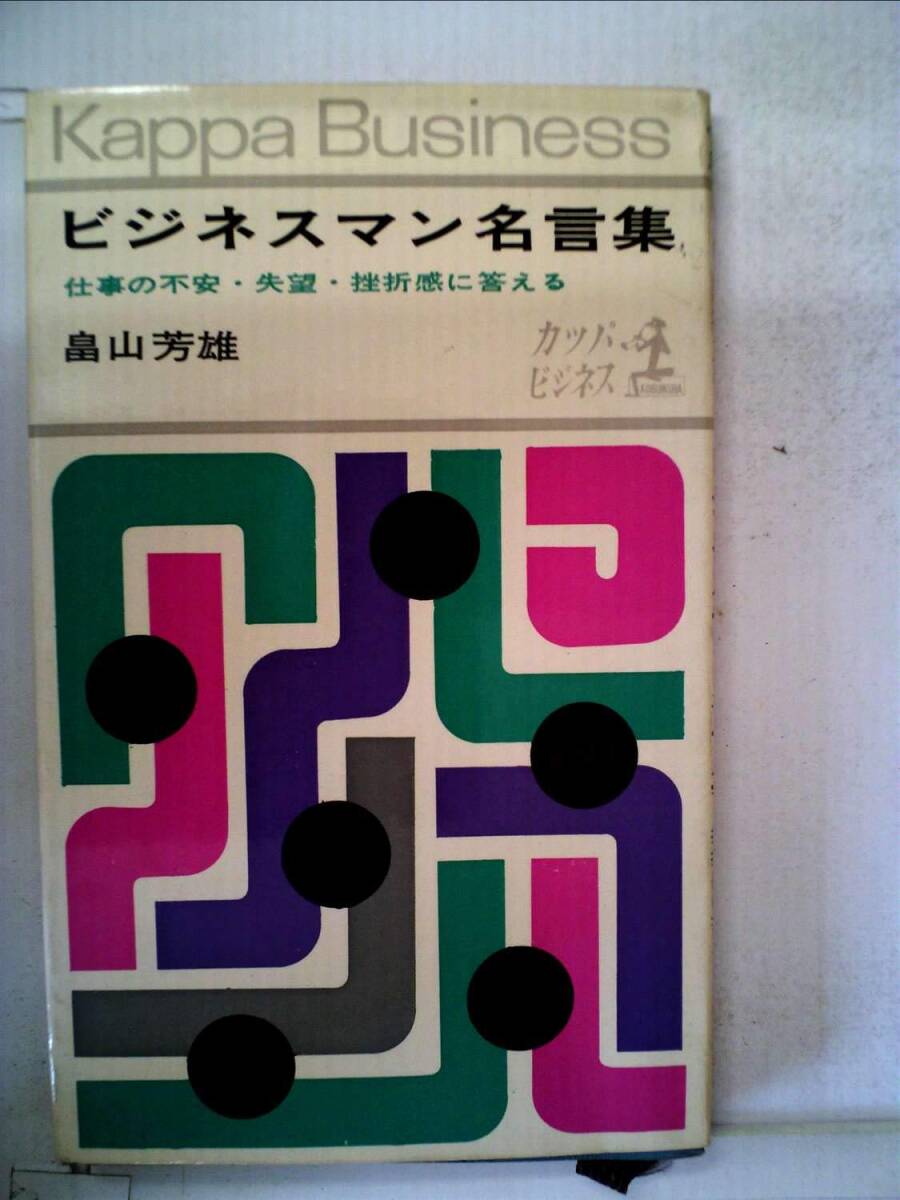 Kappa Business
ビジネスマン名言集
仕事の不安・失望・挫折感に答える
畠山芳雄
カッパ
ビジネス
KOBUNSHA